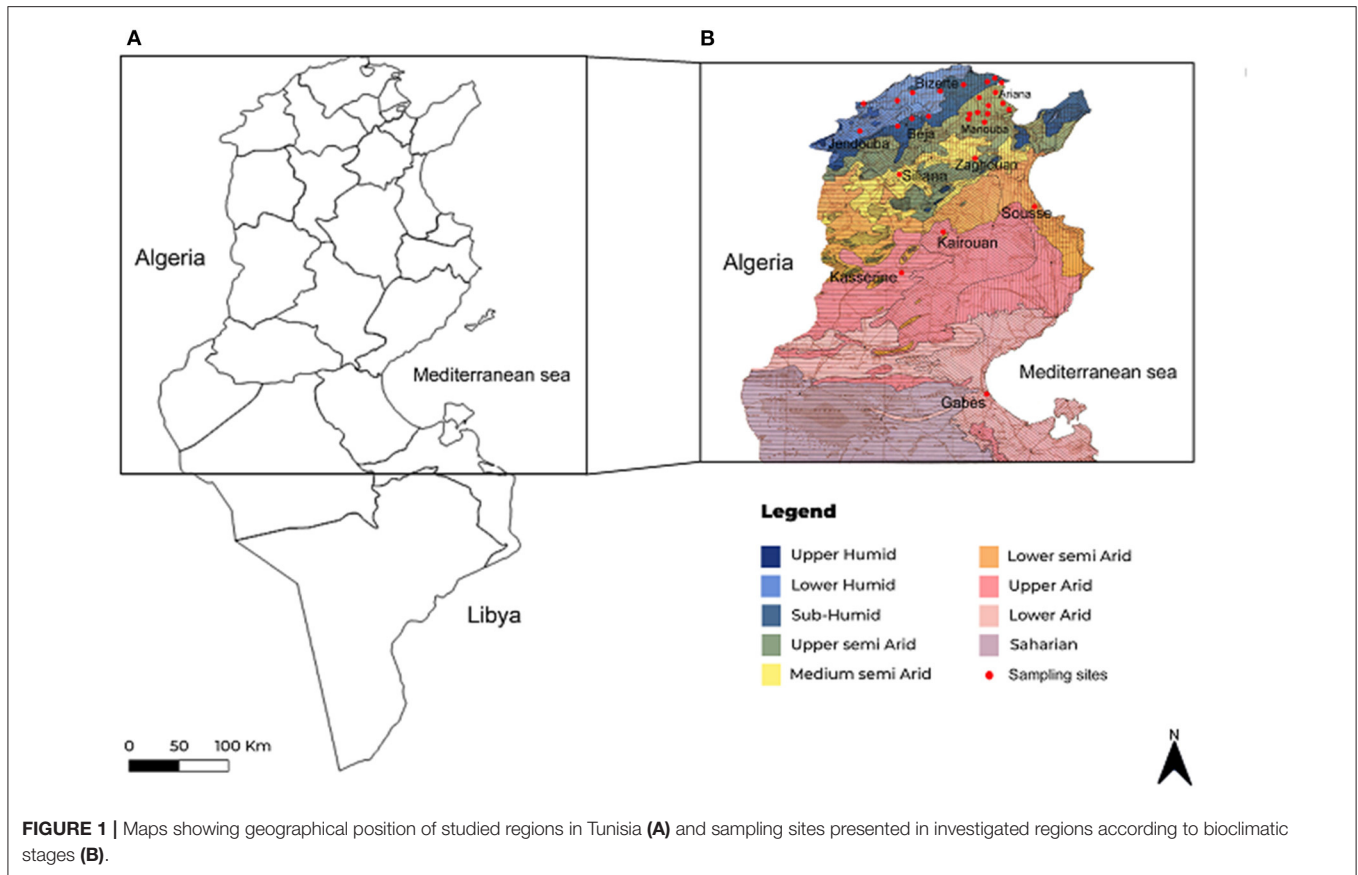 A
B
Algeria
Mediterranean sea
Libya
0 50 100 Km
Bizerte
Ariana
Beja
Manouba
Jendouba
Zaghouan
Siliana
Sousse
Kairouan
Algeria
Kasserine
Mediterranean sea
Gabès
Legend
Upper Humid
Lower Humid
Sub-Humid
Upper semi Arid
Medium semi Arid
Lower semi Arid
Upper Arid
Lower Arid
Saharian
Sampling sites
N
FIGURE 1 | Maps showing geographical position of studied regions in Tunisia (A) and sampling sites presented in investigated regions according to bioclimatic
stages (B).